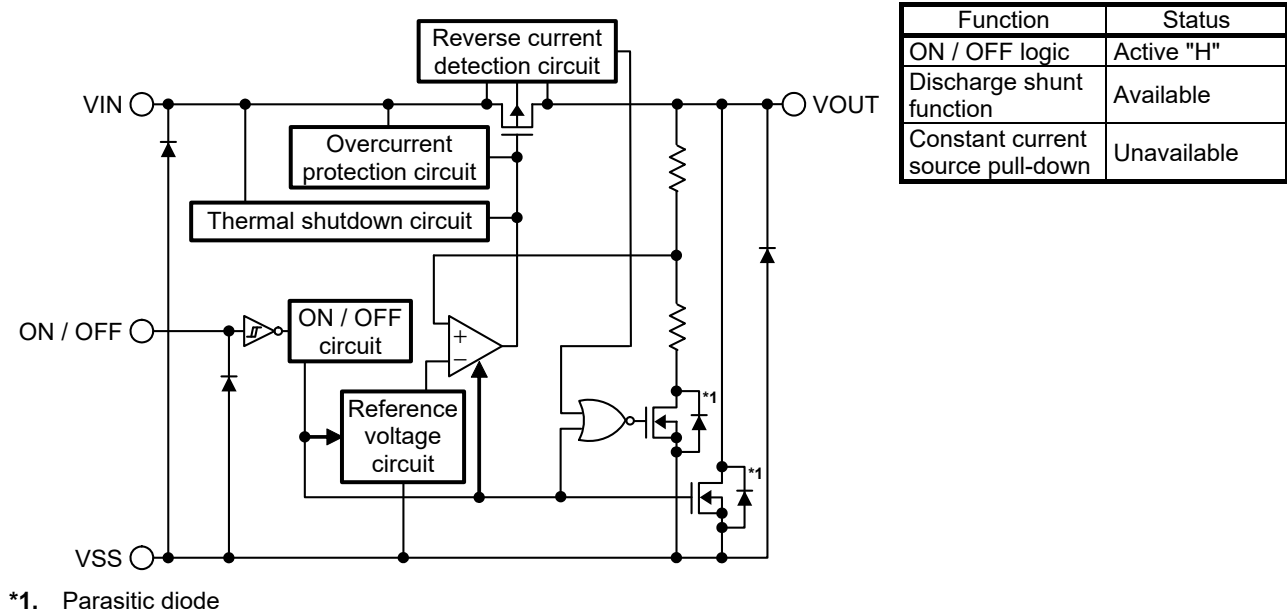 Reverse current
detection circuit
VIN
VOUT
Overcurrent
protection circuit
Thermal shutdown circuit
ON / OFF
ON / OFF
circuit
+
−
Reference
voltage
circuit
*1
*1
VSS
*1. Parasitic diode
Function Status
ON / OFF logic Active "H"
Discharge shunt
function
Available
Constant current
source pull-down
Unavailable